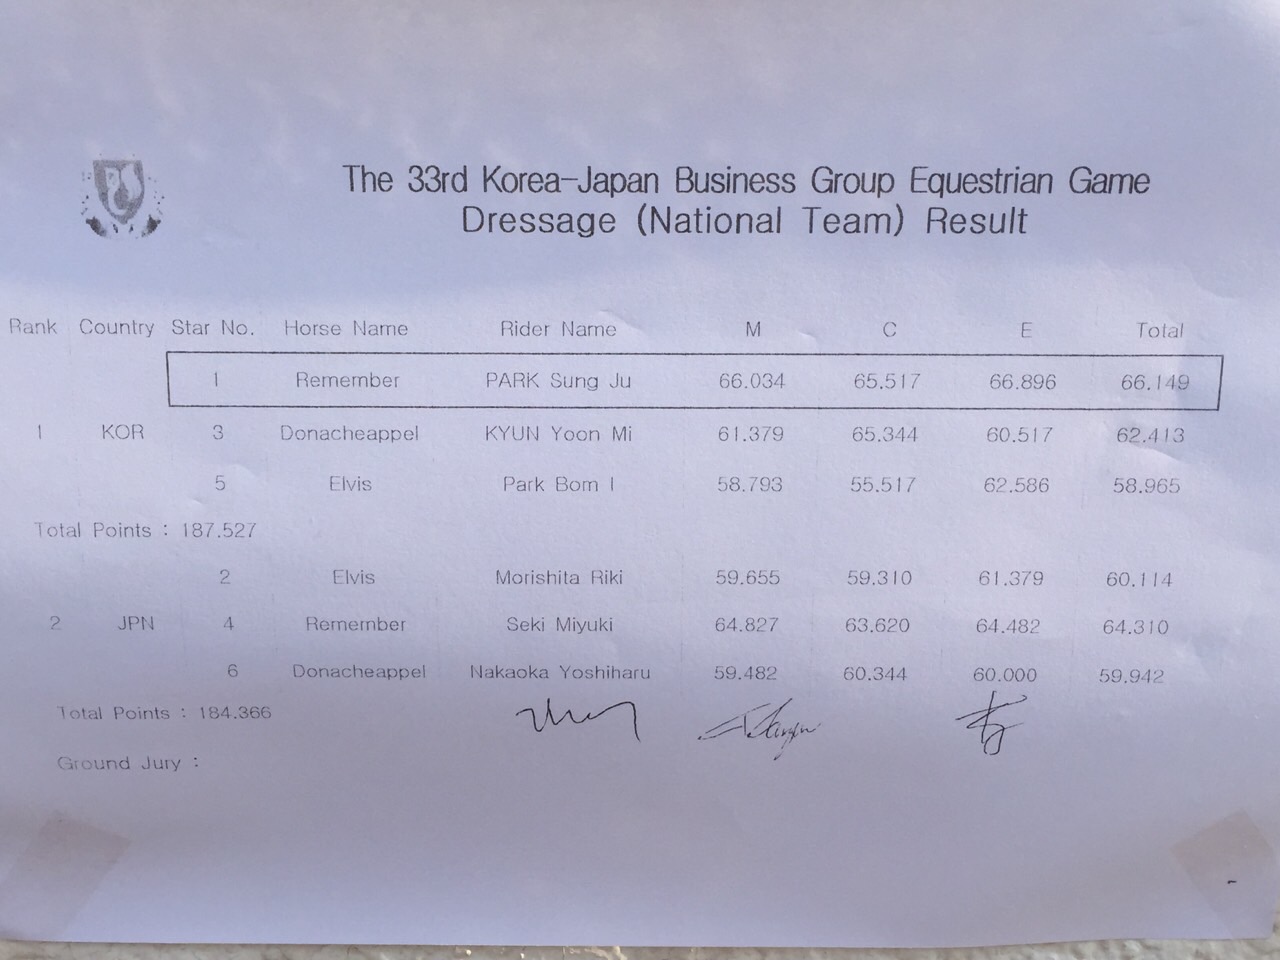 The 33rd Korea-Japan Business Group Equestrian Game
Dressage (National Team) Result
Rank Country Star No. Horse Name Rider Name M C E Total
1 Remember PARK Sung Ju 66.034 65.517 66.896 66.149
1 KOR 3 Donacheappel KYUN Yoon Mi 61.379 65.344 60.517 62.413
5 Elvis Park Bom I 58.793 55.517 62.586 58.965
Total Points : 187.527
2 Elvis Morishita Riki 59.655 59.310 61.379 60.114
2 JPN 4 Remember Seki Miyuki 64.827 63.620 64.482 64.310
6 Donacheappel Nakaoka Yoshiharu 59.482 60.344 60.000 59.942
Total Points : 184.366
Ground Jury :